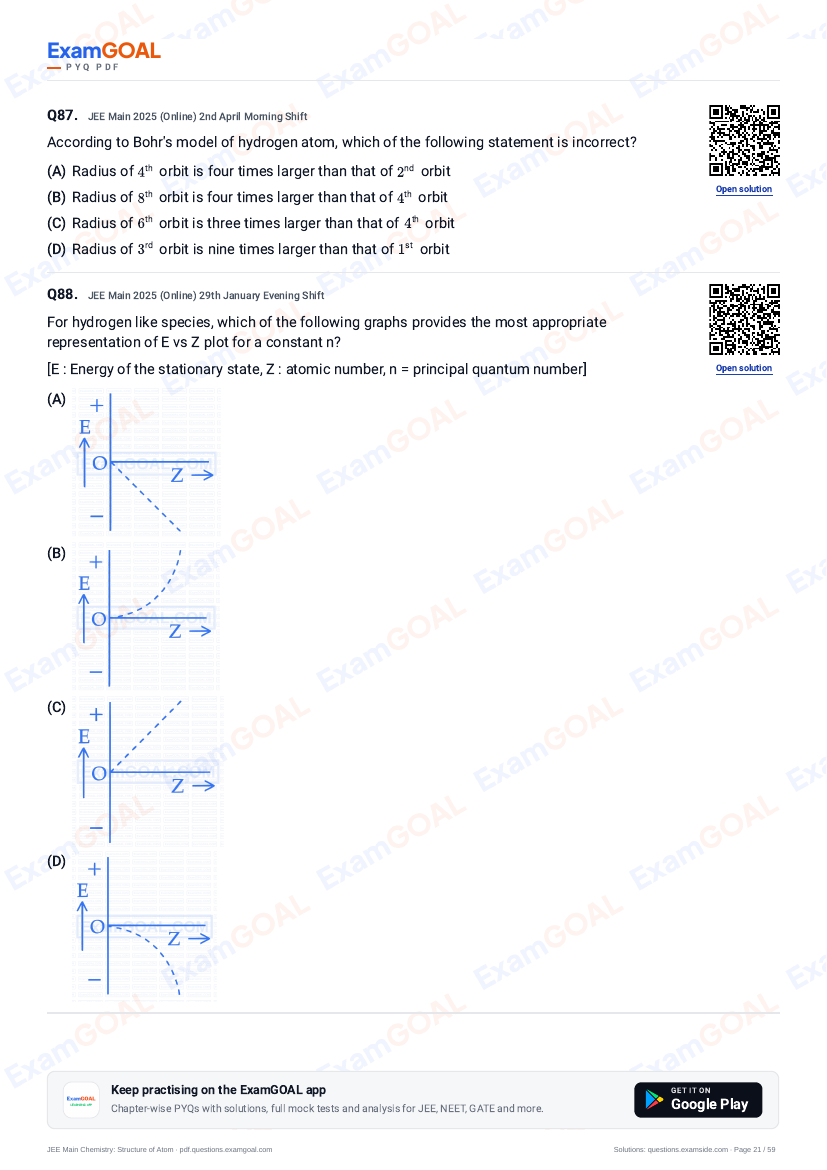 ExamGOAL
PYQ PDF
Q87. JEE Main 2025 (Online) 2nd April Morning Shift
According to Bohr's model of hydrogen atom, which of the following statement is incorrect?
(A) Radius of 4th orbit is four times larger than that of 2nd orbit
(B) Radius of 8th orbit is four times larger than that of 4th orbit
(C) Radius of 6th orbit is three times larger than that of 4th orbit
(D) Radius of 3rd orbit is nine times larger than that of 1st orbit
Open solution
Q88. JEE Main 2025 (Online) 29th January Evening Shift
For hydrogen like species, which of the following graphs provides the most appropriate
representation of E vs Z plot for a constant n?
[E : Energy of the stationary state, Z : atomic number, n = principal quantum number]
Open solution
(A)
+
E
O
Z
−
(B)
+
E
O
Z
−
(C)
+
E
O
Z
−
(D)
+
E
O
Z
−
Keep practising on the ExamGOAL app
Chapter-wise PYQs with solutions, full mock tests and analysis for JEE, NEET, GATE and more.
GET IT ON
Google Play
JEE Main Chemistry: Structure of Atom · pdf.questions.examgoal.com
Solutions: questions.examside.com · Page 21 / 59